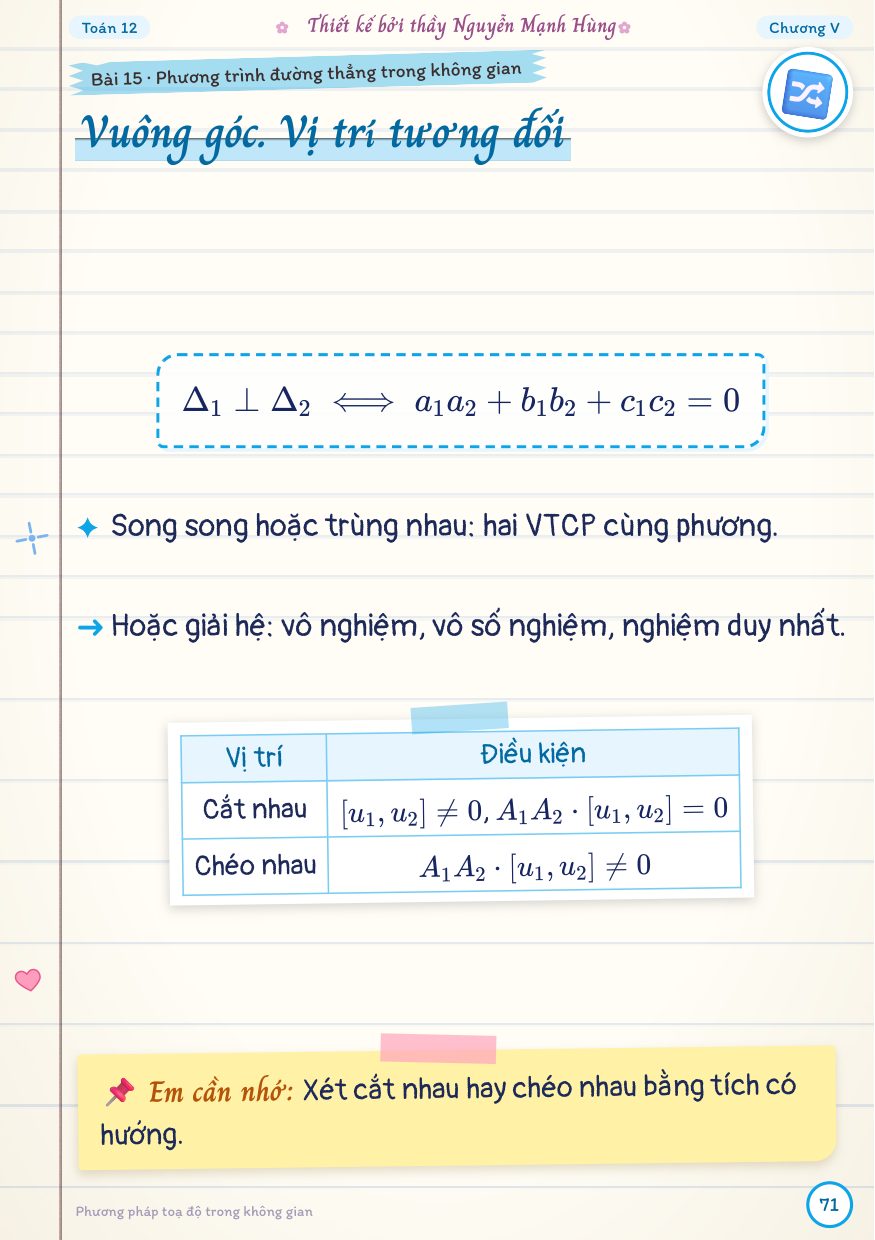 Toán 12
Thiết kế bởi thầy Nguyễn Mạnh Hùng
Chương V
Bài 15 · Phương trình đường thẳng trong không gian
Vuông góc. Vị trí tương đối
Δ₁ ⊥ Δ₂ ⟺ a₁a₂ + b₁b₂ + c₁c₂ = 0
Song song hoặc trùng nhau: hai VTCP cùng phương.
→ Hoặc giải hệ: vô nghiệm, vô số nghiệm, nghiệm duy nhất.
Vị trí Điều kiện
Cắt nhau [u₁, u₂] ≠ 0, A₁A₂ · [u₁, u₂] = 0
Chéo nhau A₁A₂ · [u₁, u₂] ≠ 0
Em cần nhớ: Xét cắt nhau hay chéo nhau bằng tích có
hướng.
Phương pháp toạ độ trong không gian
71